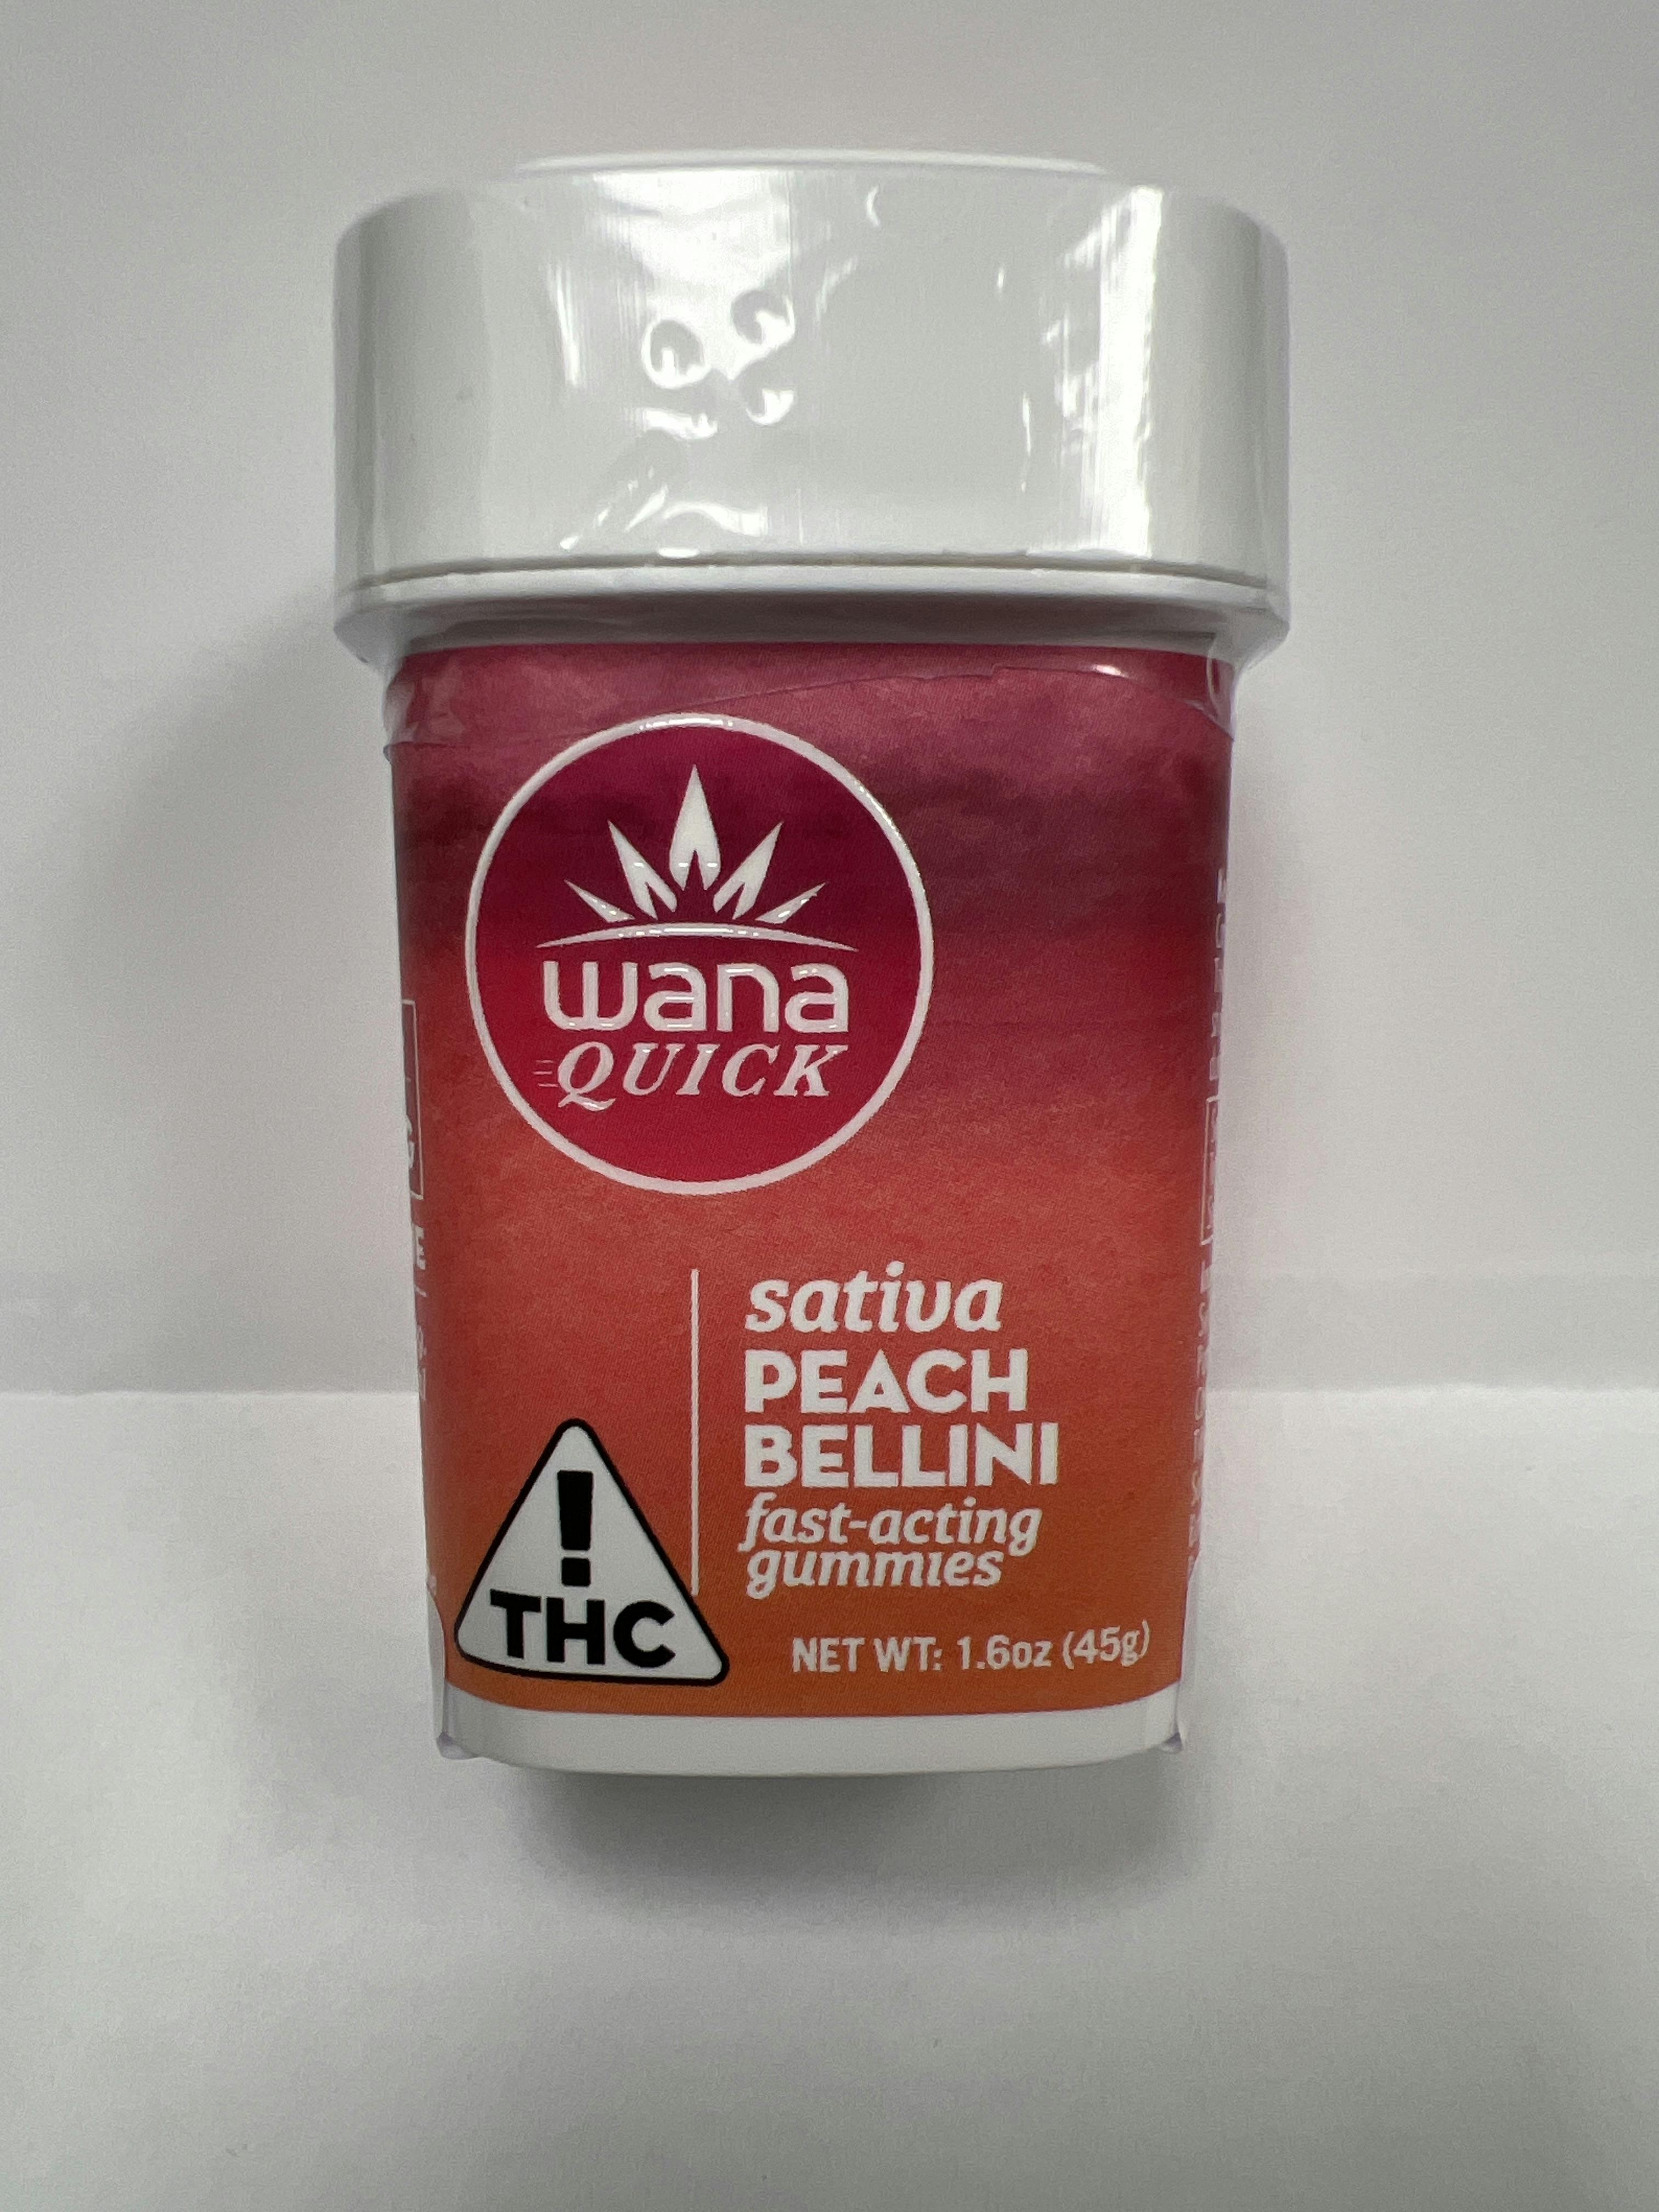 wana
QUICK
sativa
PEACH
BELLINI
fast-acting
gummies
!
THC
NET WT: 1.6oz (45g)